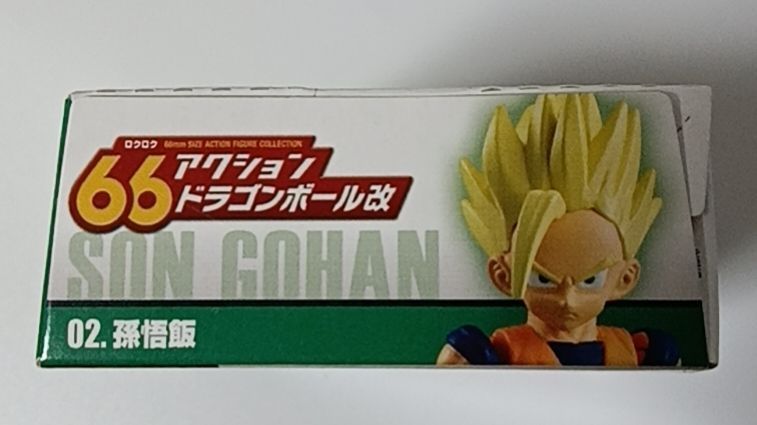 ロクロク 66mm SIZE ACTION FIGURE COLLECTION
66 アクション
ドラゴンボール改
SON GOHAN
02. 孫悟飯